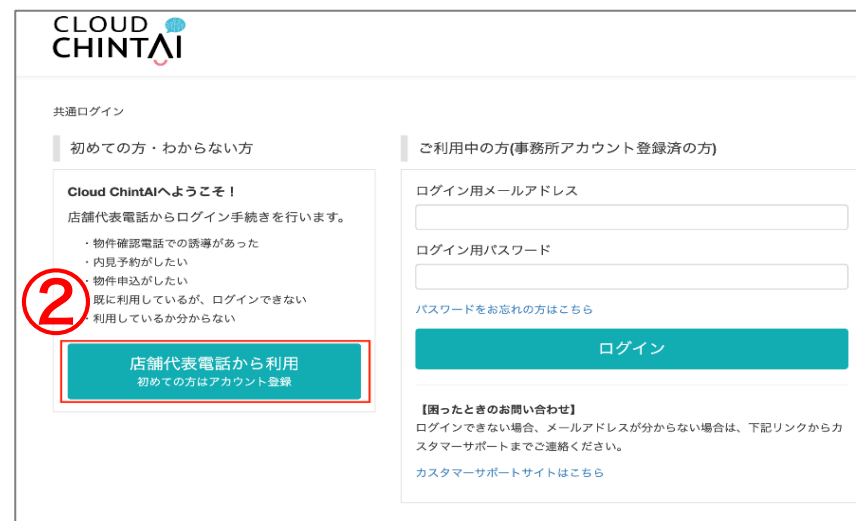 CLOUD
CHINTAI
共通ログイン
初めての方・わからない方
Cloud ChintAIへようこそ！
店舗代表電話からログイン手続きを行います。
・物件確認電話での誘導があった
・内見予約がしたい
・物件申込がしたい
既に利用しているが、ログインできない
・利用しているか分からない
②
店舗代表電話から利用
初めての方はアカウント登録
ご利用中の方(事務所アカウント登録済の方)
ログイン用メールアドレス
ログイン用パスワード
パスワードをお忘れの方はこちら
ログイン
【困ったときのお問い合わせ】
ログインできない場合、メールアドレスが分からない場合は、下記リンクからカ
スタマーサポートまでご連絡ください。
カスタマーサポートサイトはこちら